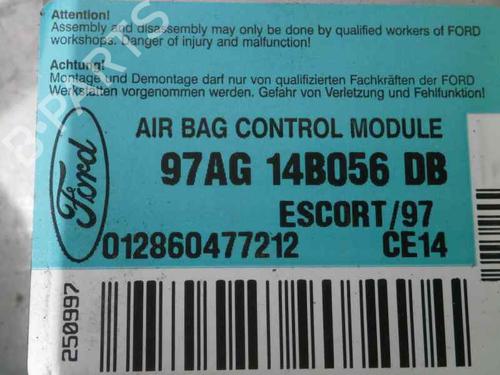 Attention!
Assembly and disassembly may only be done by qualified workers of FORD
workshops. Danger of injury and malfunction!
Achtung!
Montage und Demontage darf nur von qualifizierten Fachkräften der FORD
Werkstätten vorgenommen werden. Gefahr von Verletzung und Fehlfunktion!
Ford
AIR BAG CONTROL MODULE
97AG 14B056 DB
ESCORT/97
012860477212 CE14
250997
B-PARTS